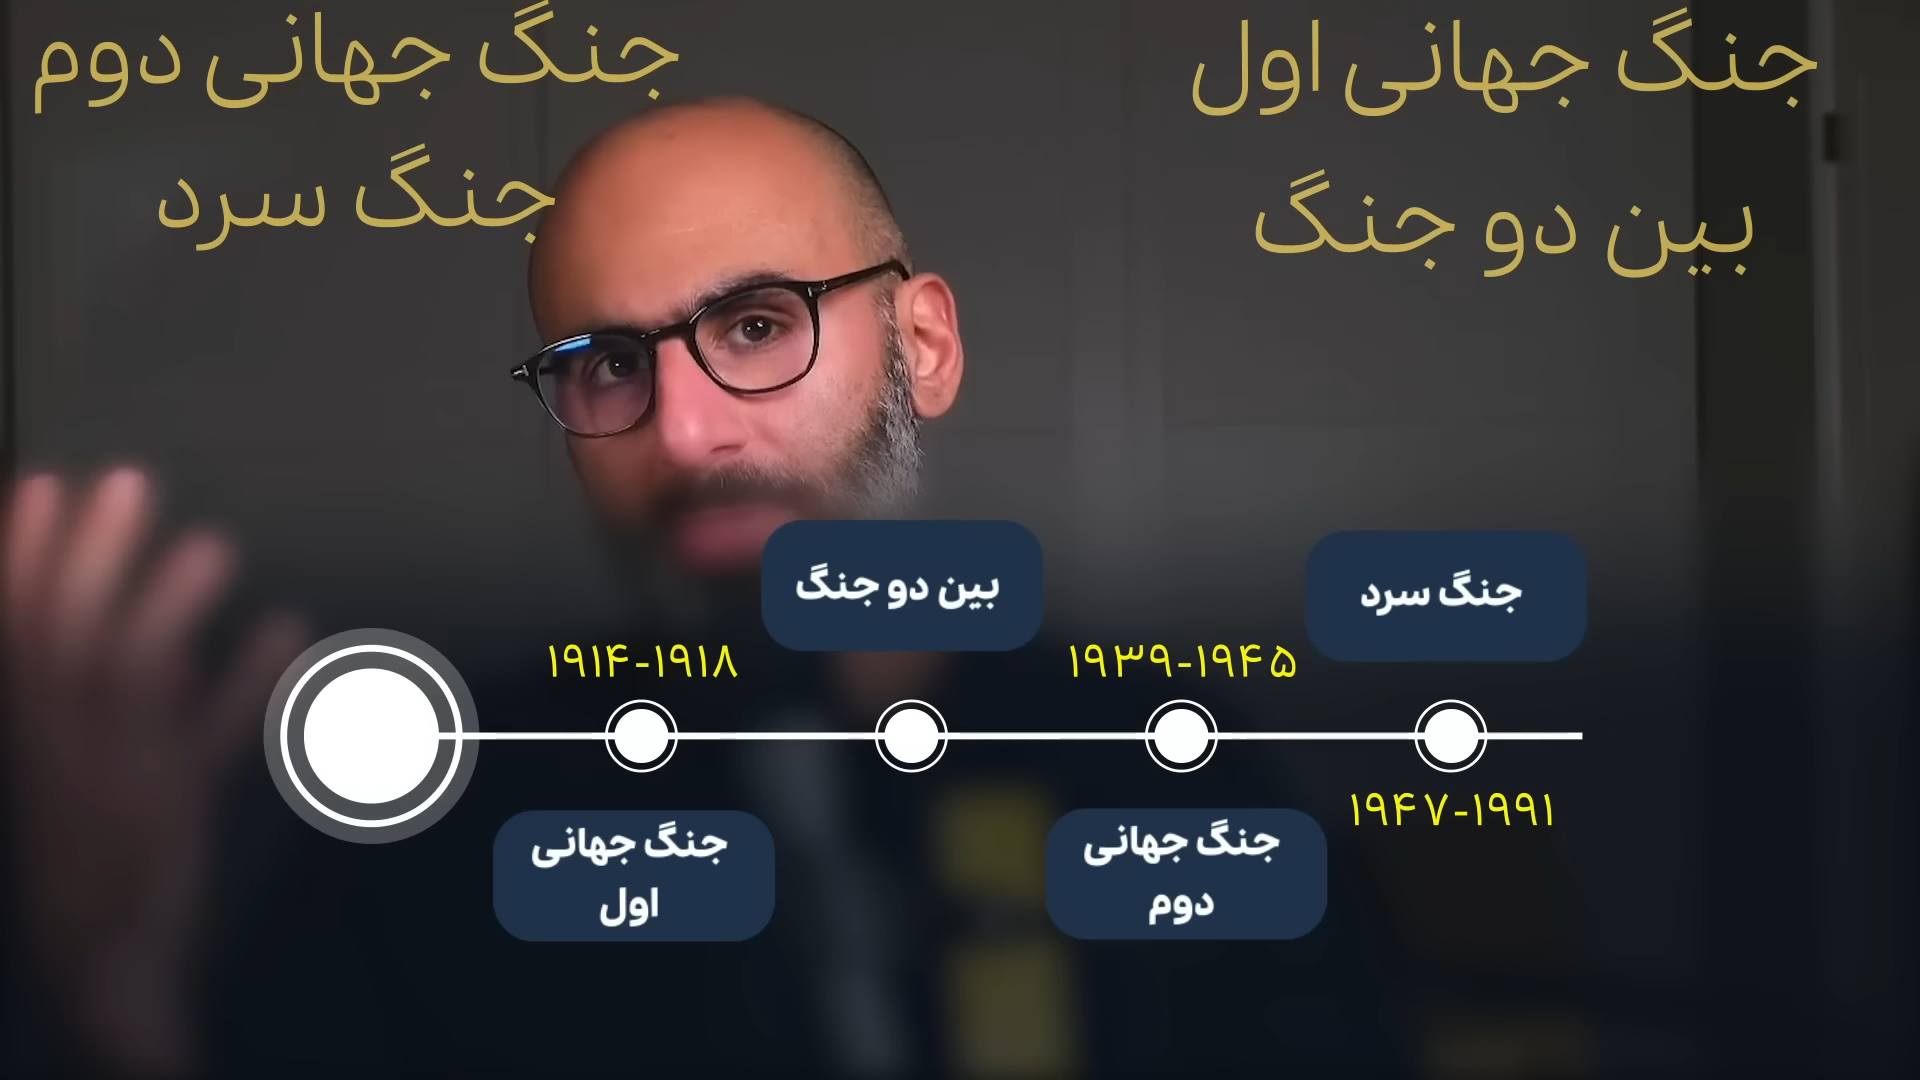 جنگ جهانی اول
بین دو جنگ
جنگ جهانی دوم
جنگ سرد
بین دو جنگ
جنگ سرد
۱۹۱۴-۱۹۱۸
۱۹۳۹-۱۹۴۵
۱۹۴۷-۱۹۹۱
جنگ جهانی
اول
جنگ جهانی
دوم